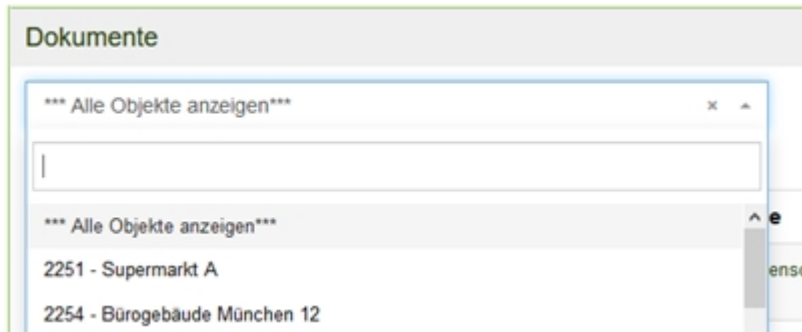 Dokumente
*** Alle Objekte anzeigen***
*** Alle Objekte anzeigen***
2251 - Supermarkt A
2254 - Bürogebäude München 12